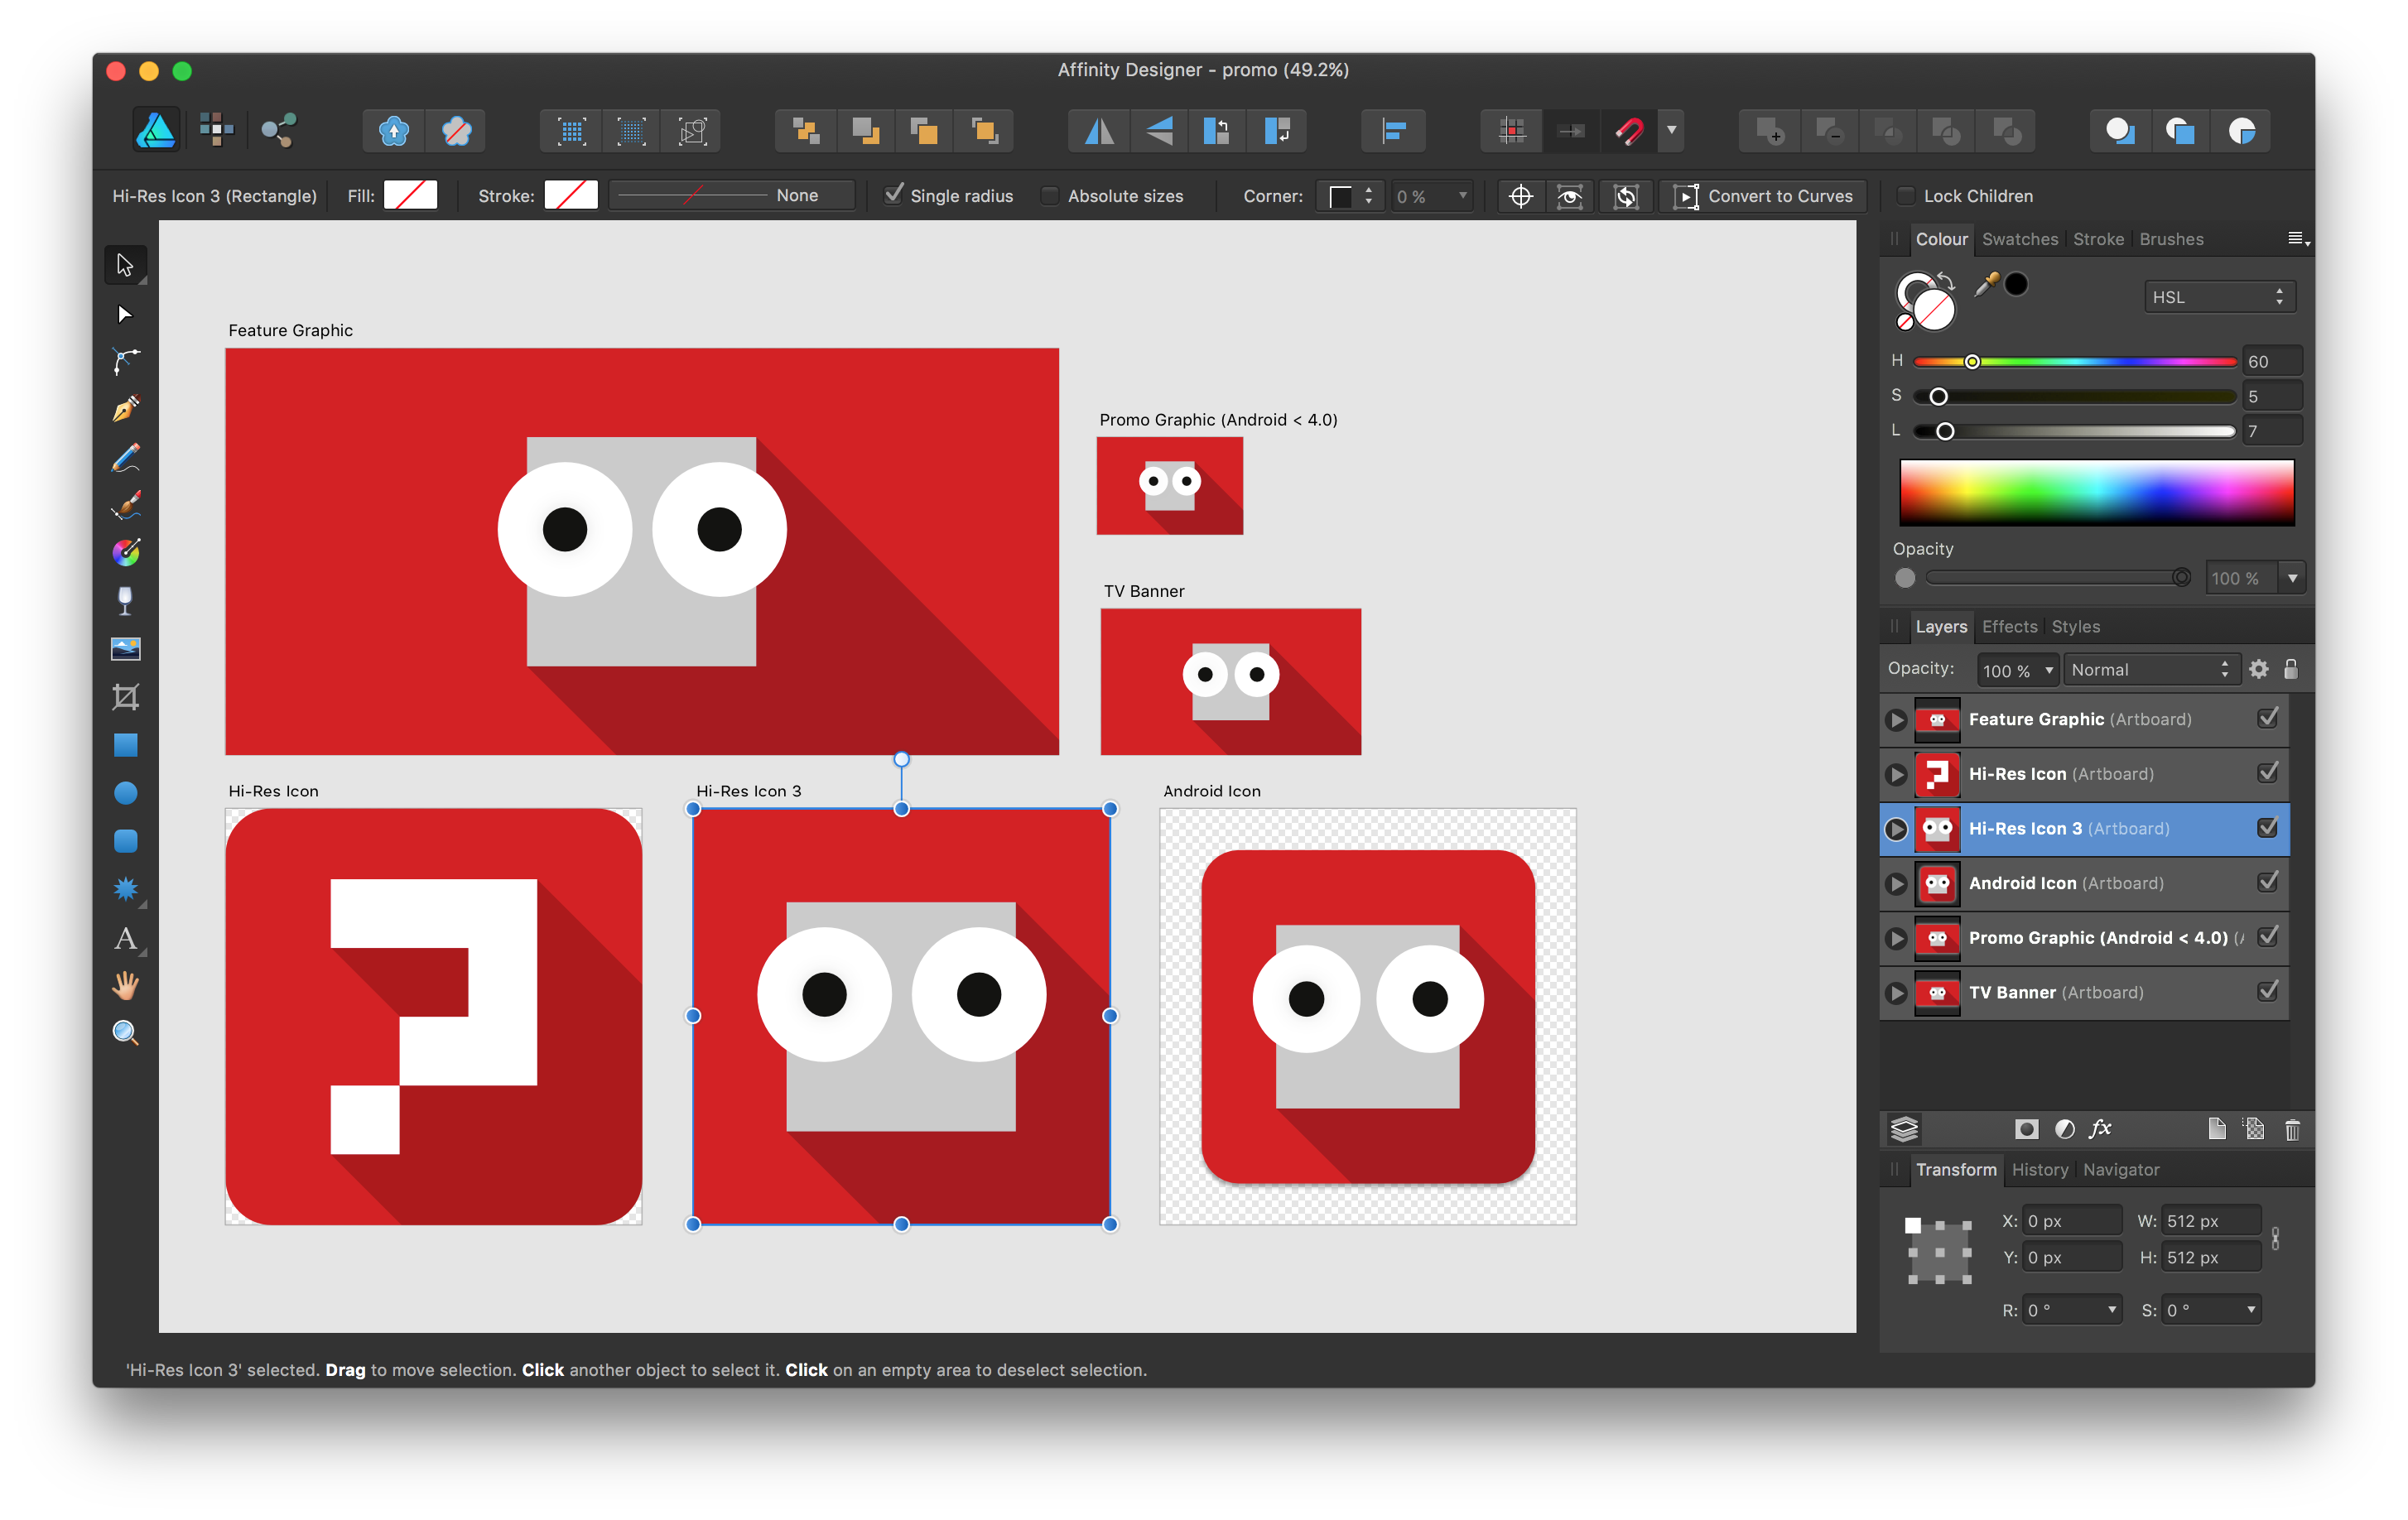 Affinity Designer - promo (49.2%)
Hi-Res Icon 3 (Rectangle) Fill: Stroke: None Single radius Absolute sizes Corner: 0 % Convert to Curves Lock Children
Colour Swatches Stroke Brushes
HSL
H 60
S 5
L 7
Opacity
100 %
Layers Effects Styles
Opacity: 100 % Normal
Feature Graphic (Artboard)
Hi-Res Icon (Artboard)
Hi-Res Icon 3 (Artboard)
Android Icon (Artboard)
Promo Graphic (Android < 4.0) (
TV Banner (Artboard)
fx
Transform History Navigator
X: 0 px W: 512 px
Y: 0 px H: 512 px
R: 0 ° S: 0 °
Feature Graphic
Promo Graphic (Android < 4.0)
TV Banner
Hi-Res Icon
Hi-Res Icon 3
Android Icon
A
'Hi-Res Icon 3' selected. Drag to move selection. Click another object to select it. Click on an empty area to deselect selection.